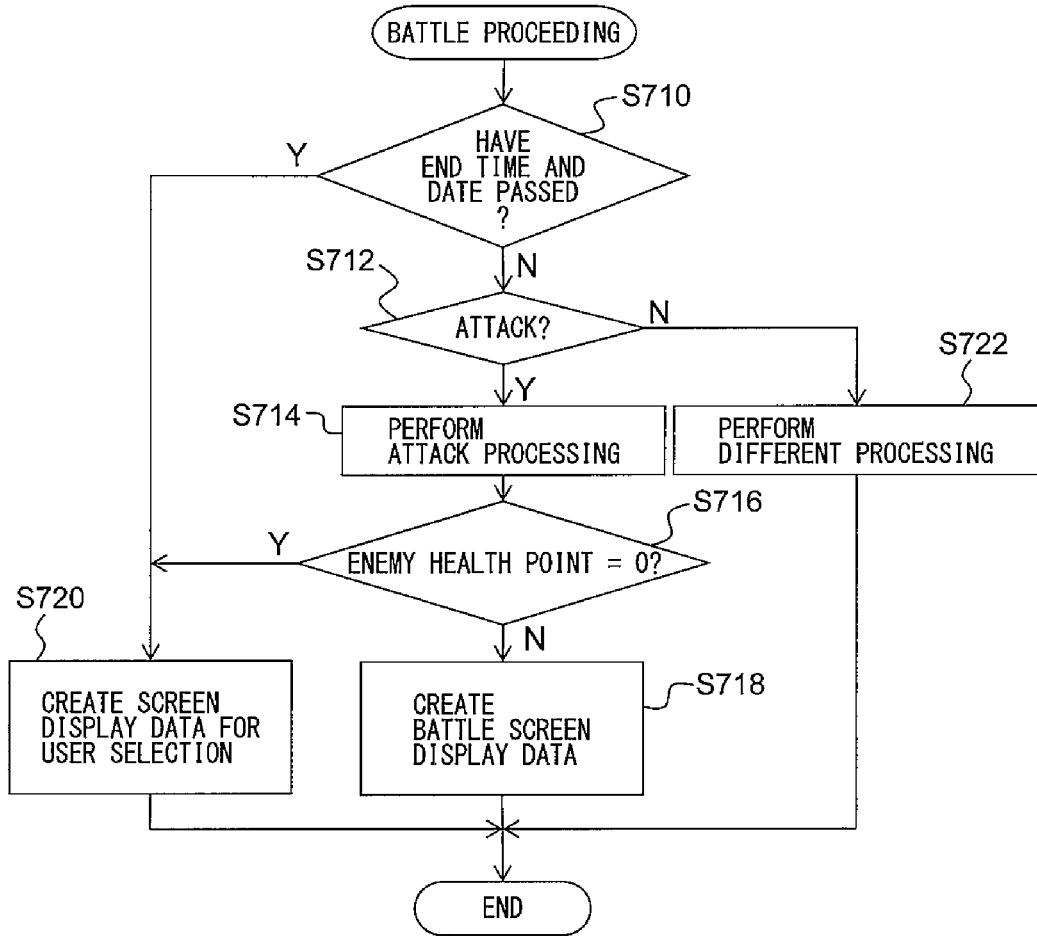 BATTLE PROCEEDING
S710
HAVE
END TIME AND
DATE PASSED
?
Y
N
S712
ATTACK?
N
Y
S722
S714
PERFORM
ATTACK PROCESSING
PERFORM
DIFFERENT PROCESSING
S716
ENEMY HEALTH POINT = 0?
Y
N
S720
CREATE SCREEN
DISPLAY DATA FOR
USER SELECTION
S718
CREATE
BATTLE SCREEN
DISPLAY DATA
END